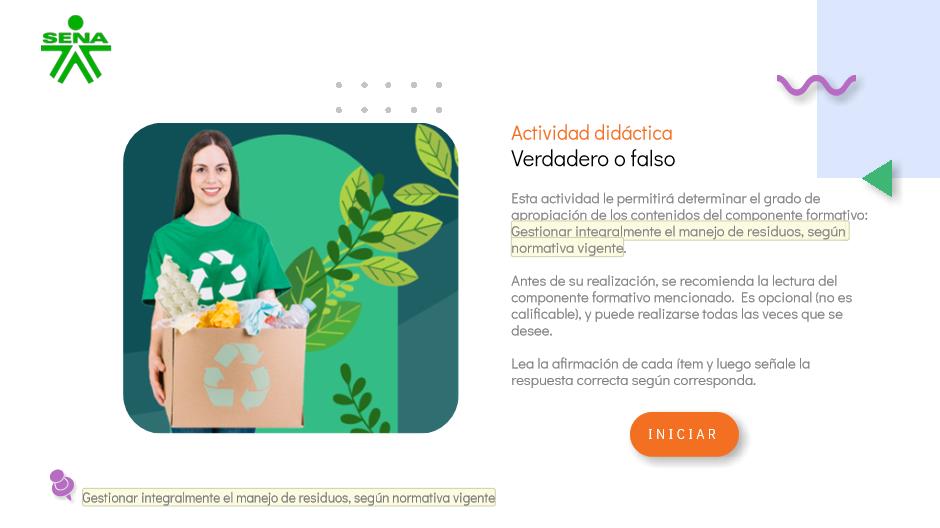 SENA
Actividad didáctica
Verdadero o falso
Esta actividad le permitirá determinar el grado de
apropiación de los contenidos del componente formativo:
Gestionar integralmente el manejo de residuos, según
normativa vigente.
Antes de su realización, se recomienda la lectura del
componente formativo mencionado. Es opcional (no es
calificable), y puede realizarse todas las veces que se
desee.
Lea la afirmación de cada ítem y luego señale la
respuesta correcta según corresponda.
INICIAR
Gestionar integralmente el manejo de residuos, según normativa vigente